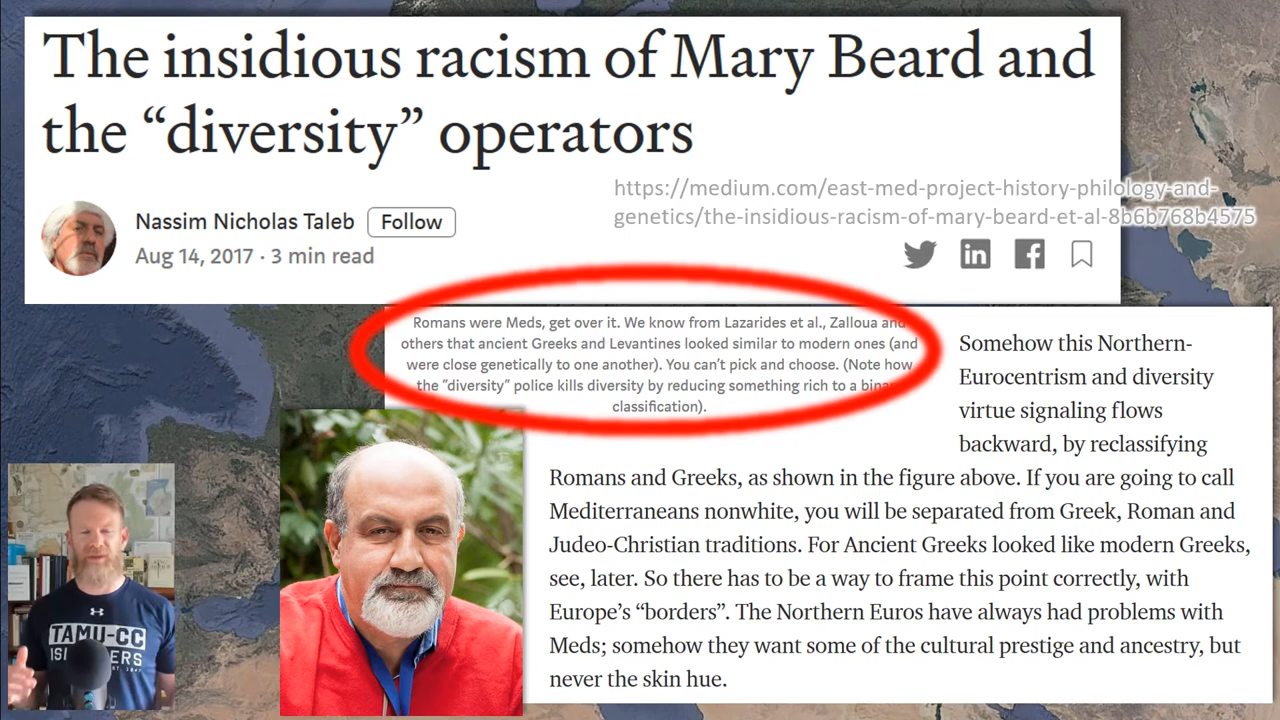 The insidious racism of Mary Beard and
the “diversity” operators
https://medium.com/east-med-project-history-philology-and-
genetics/the-insidious-racism-of-mary-beard-et-al-8b6b768b4575
Nassim Nicholas Taleb Follow
Aug 14, 2017 · 3 min read
in
Romans were Meds, get over it. We know from Lazarides et al., Zalloua and
others that ancient Greeks and Levantines looked similar to modern ones (and
were close genetically to one another). You can’t pick and choose. (Note how
the “diversity” police kills diversity by reducing something rich to a binary
classification).
Somehow this Northern-
Eurocentrism and diversity
virtue signaling flows
backward, by reclassifying
Romans and Greeks, as shown in the figure above. If you are going to call
Mediterraneans nonwhite, you will be separated from Greek, Roman and
Judeo-Christian traditions. For Ancient Greeks looked like modern Greeks,
see, later. So there has to be a way to frame this point correctly, with
Europe’s “borders”. The Northern Euros have always had problems with
Meds; somehow they want some of the cultural prestige and ancestry, but
never the skin hue.
TAMU-CC